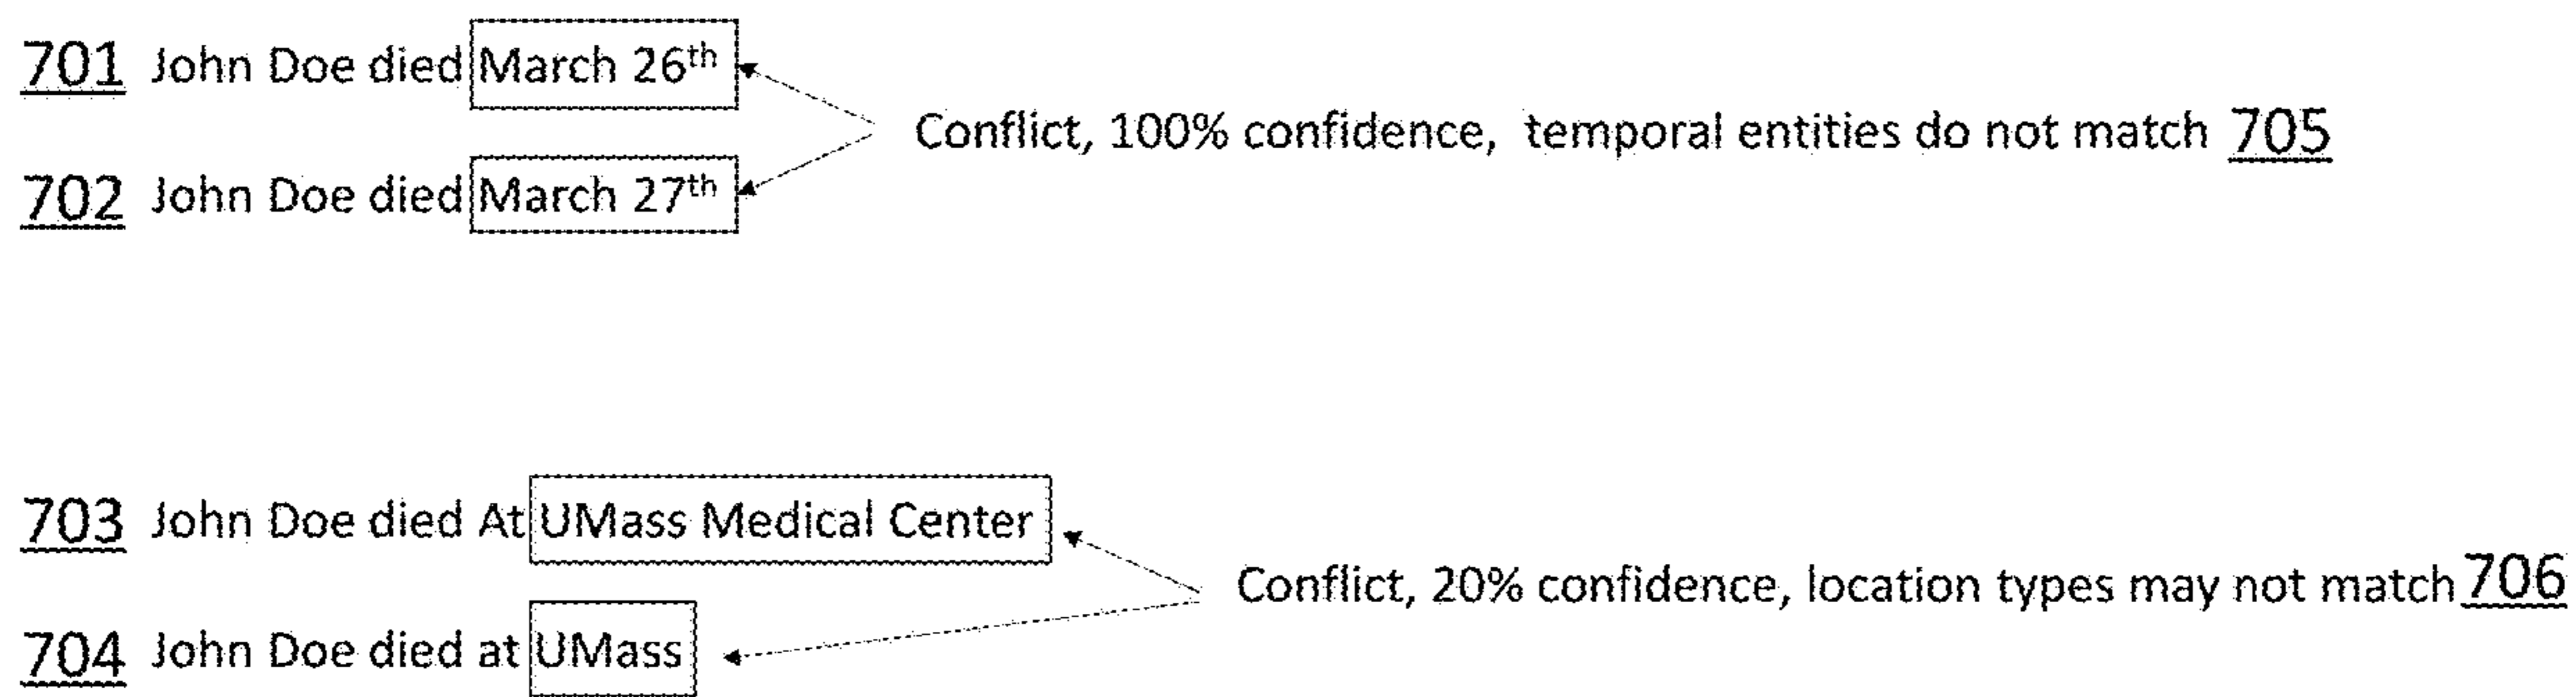 701 John Doe died March 26th
Conflict, 100% confidence, temporal entities do not match 705
702 John Doe died March 27th
703 John Doe died At UMass Medical Center
Conflict, 20% confidence, location types may not match 706
704 John Doe died at UMass